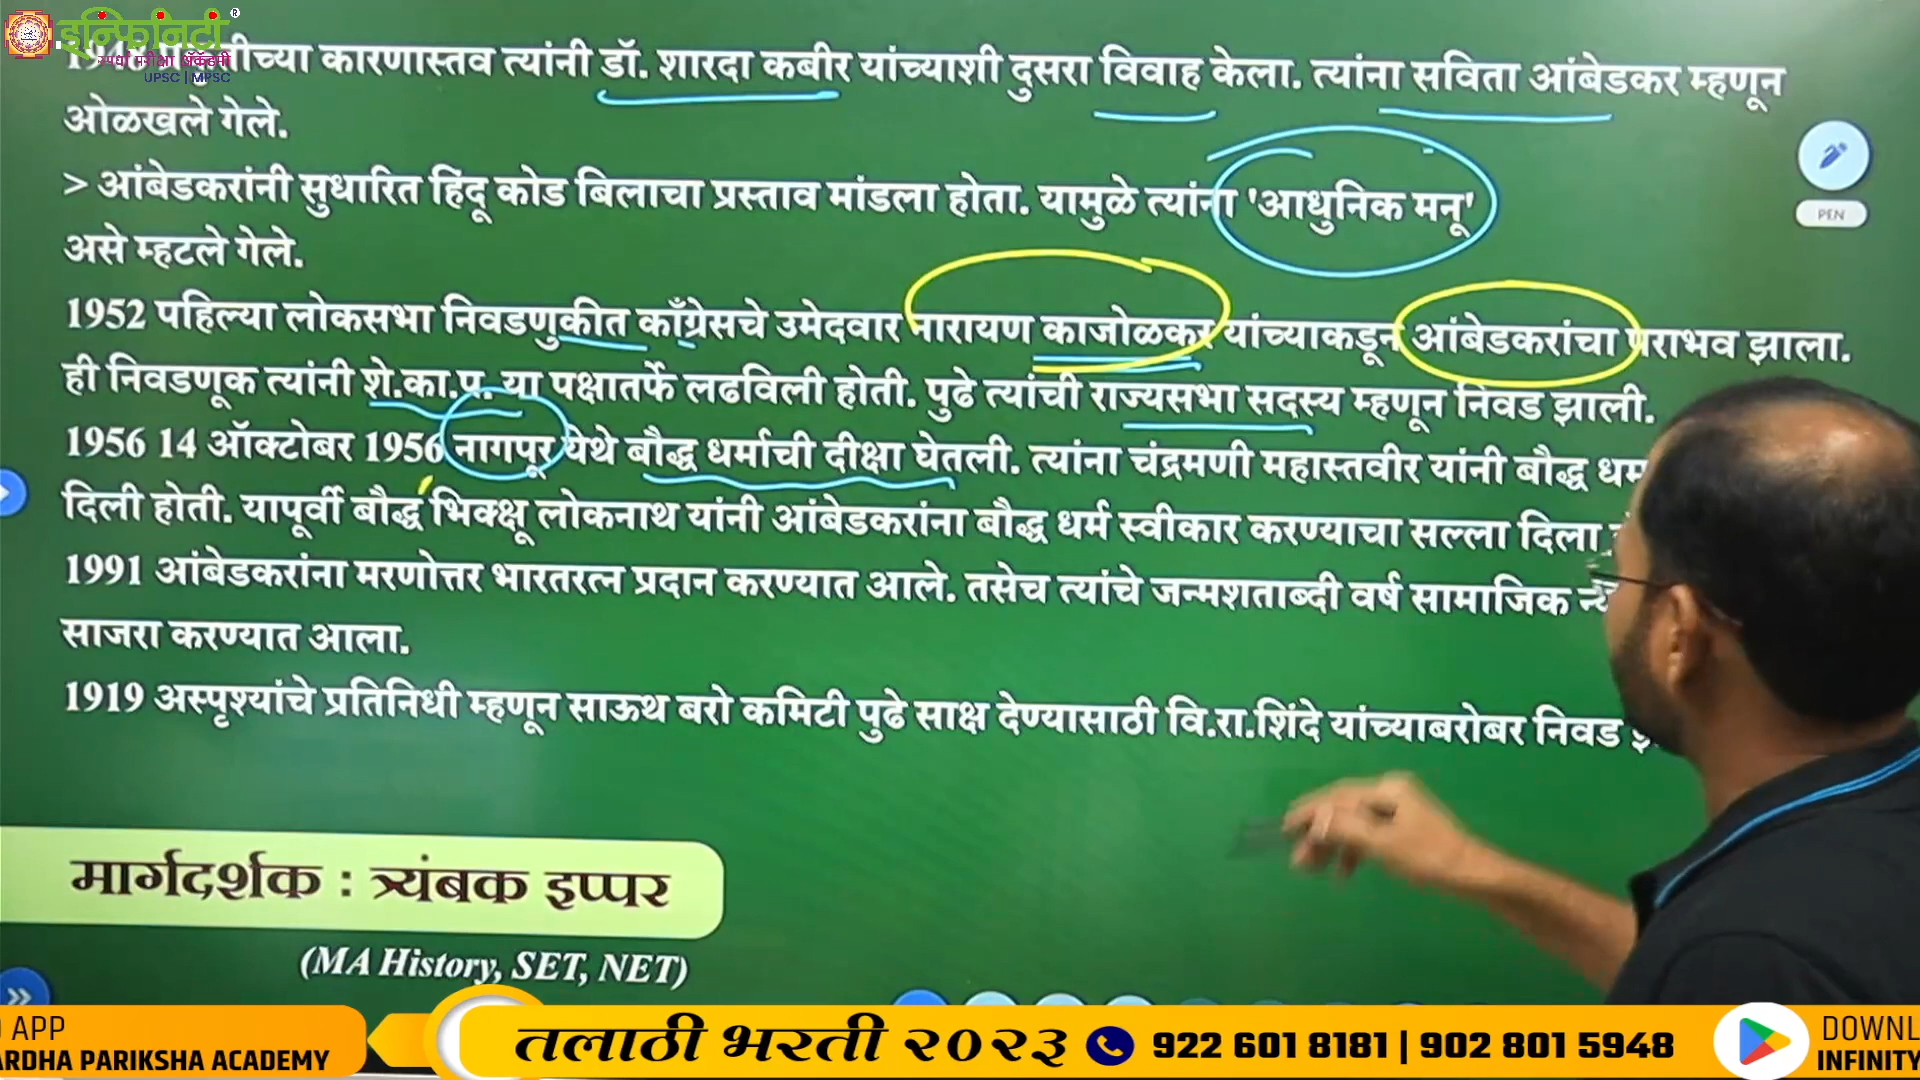 इन्फिनिटी
स्पर्धा परीक्षा अॅकॅडमी
UPSC | MPSC
1948 कारणास्तव त्यांनी डॉ. शारदा कबीर यांच्याशी दुसरा विवाह केला. त्यांना सविता आंबेडकर म्हणून
ओळखले गेले.
> आंबेडकरांनी सुधारित हिंदू कोड बिलाचा प्रस्ताव मांडला होता. यामुळे त्यांना 'आधुनिक मनू'
असे म्हटले गेले.
PEN
1952 पहिल्या लोकसभा निवडणुकीत काँग्रेसचे उमेदवार नारायण काजोळकर यांच्याकडून आंबेडकरांचा पराभव झाला.
ही निवडणूक त्यांनी शे.का.प. या पक्षातर्फे लढविली होती. पुढे त्यांची राज्यसभा सदस्य म्हणून निवड झाली.
1956 14 ऑक्टोबर 1956 नागपूर येथे बौद्ध धर्माची दीक्षा घेतली. त्यांना चंद्रमणी महास्तवीर यांनी बौद्ध
दिली होती. यापूर्वी बौद्ध भिक्क्षू लोकनाथ यांनी आंबेडकरांना बौद्ध धर्म स्वीकार करण्याचा सल्ला दिला
1991 आंबेडकरांना मरणोत्तर भारतरत्न प्रदान करण्यात आले. तसेच त्यांचे जन्मशताब्दी वर्ष सामाजिक
साजरा करण्यात आला.
1919 अस्पृश्यांचे प्रतिनिधी म्हणून साऊथ बरो कमिटी पुढे साक्ष देण्यासाठी वि.रा.शिंदे यांच्याबरोबर निवड
मार्गदर्शक : त्र्यंबक इप्पर
(MA History, SET, NET)
APP
ARDHA PARIKSHA ACADEMY
तलाठी भरती २०२३
922 601 8181 | 902 801 5948
DOWNL
INFINITY